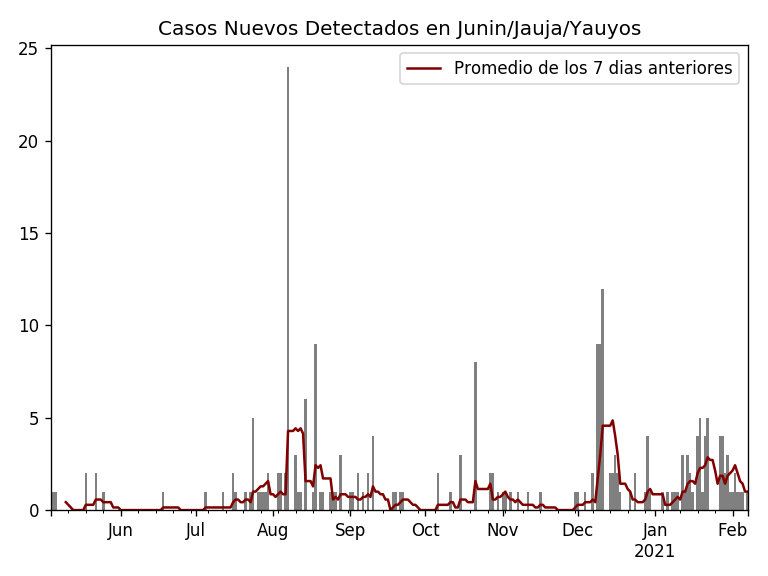 Casos Nuevos Detectados en Junin/Jauja/Yauyos
Promedio de los 7 dias anteriores
25
20
15
10
5
0
Jun Jul Aug Sep Oct Nov Dec Jan Feb
2021